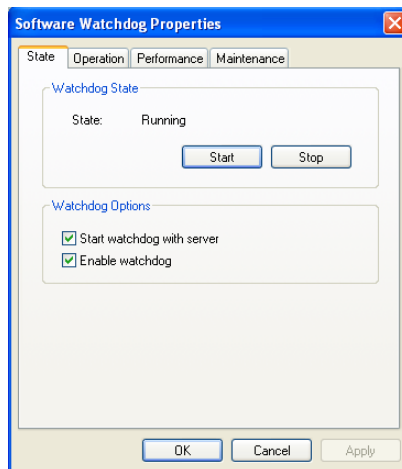 Software Watchdog Properties
State Operation Performance Maintenance
Watchdog State
State: Running
Start Stop
Watchdog Options
Start watchdog with server
Enable watchdog
OK Cancel Apply